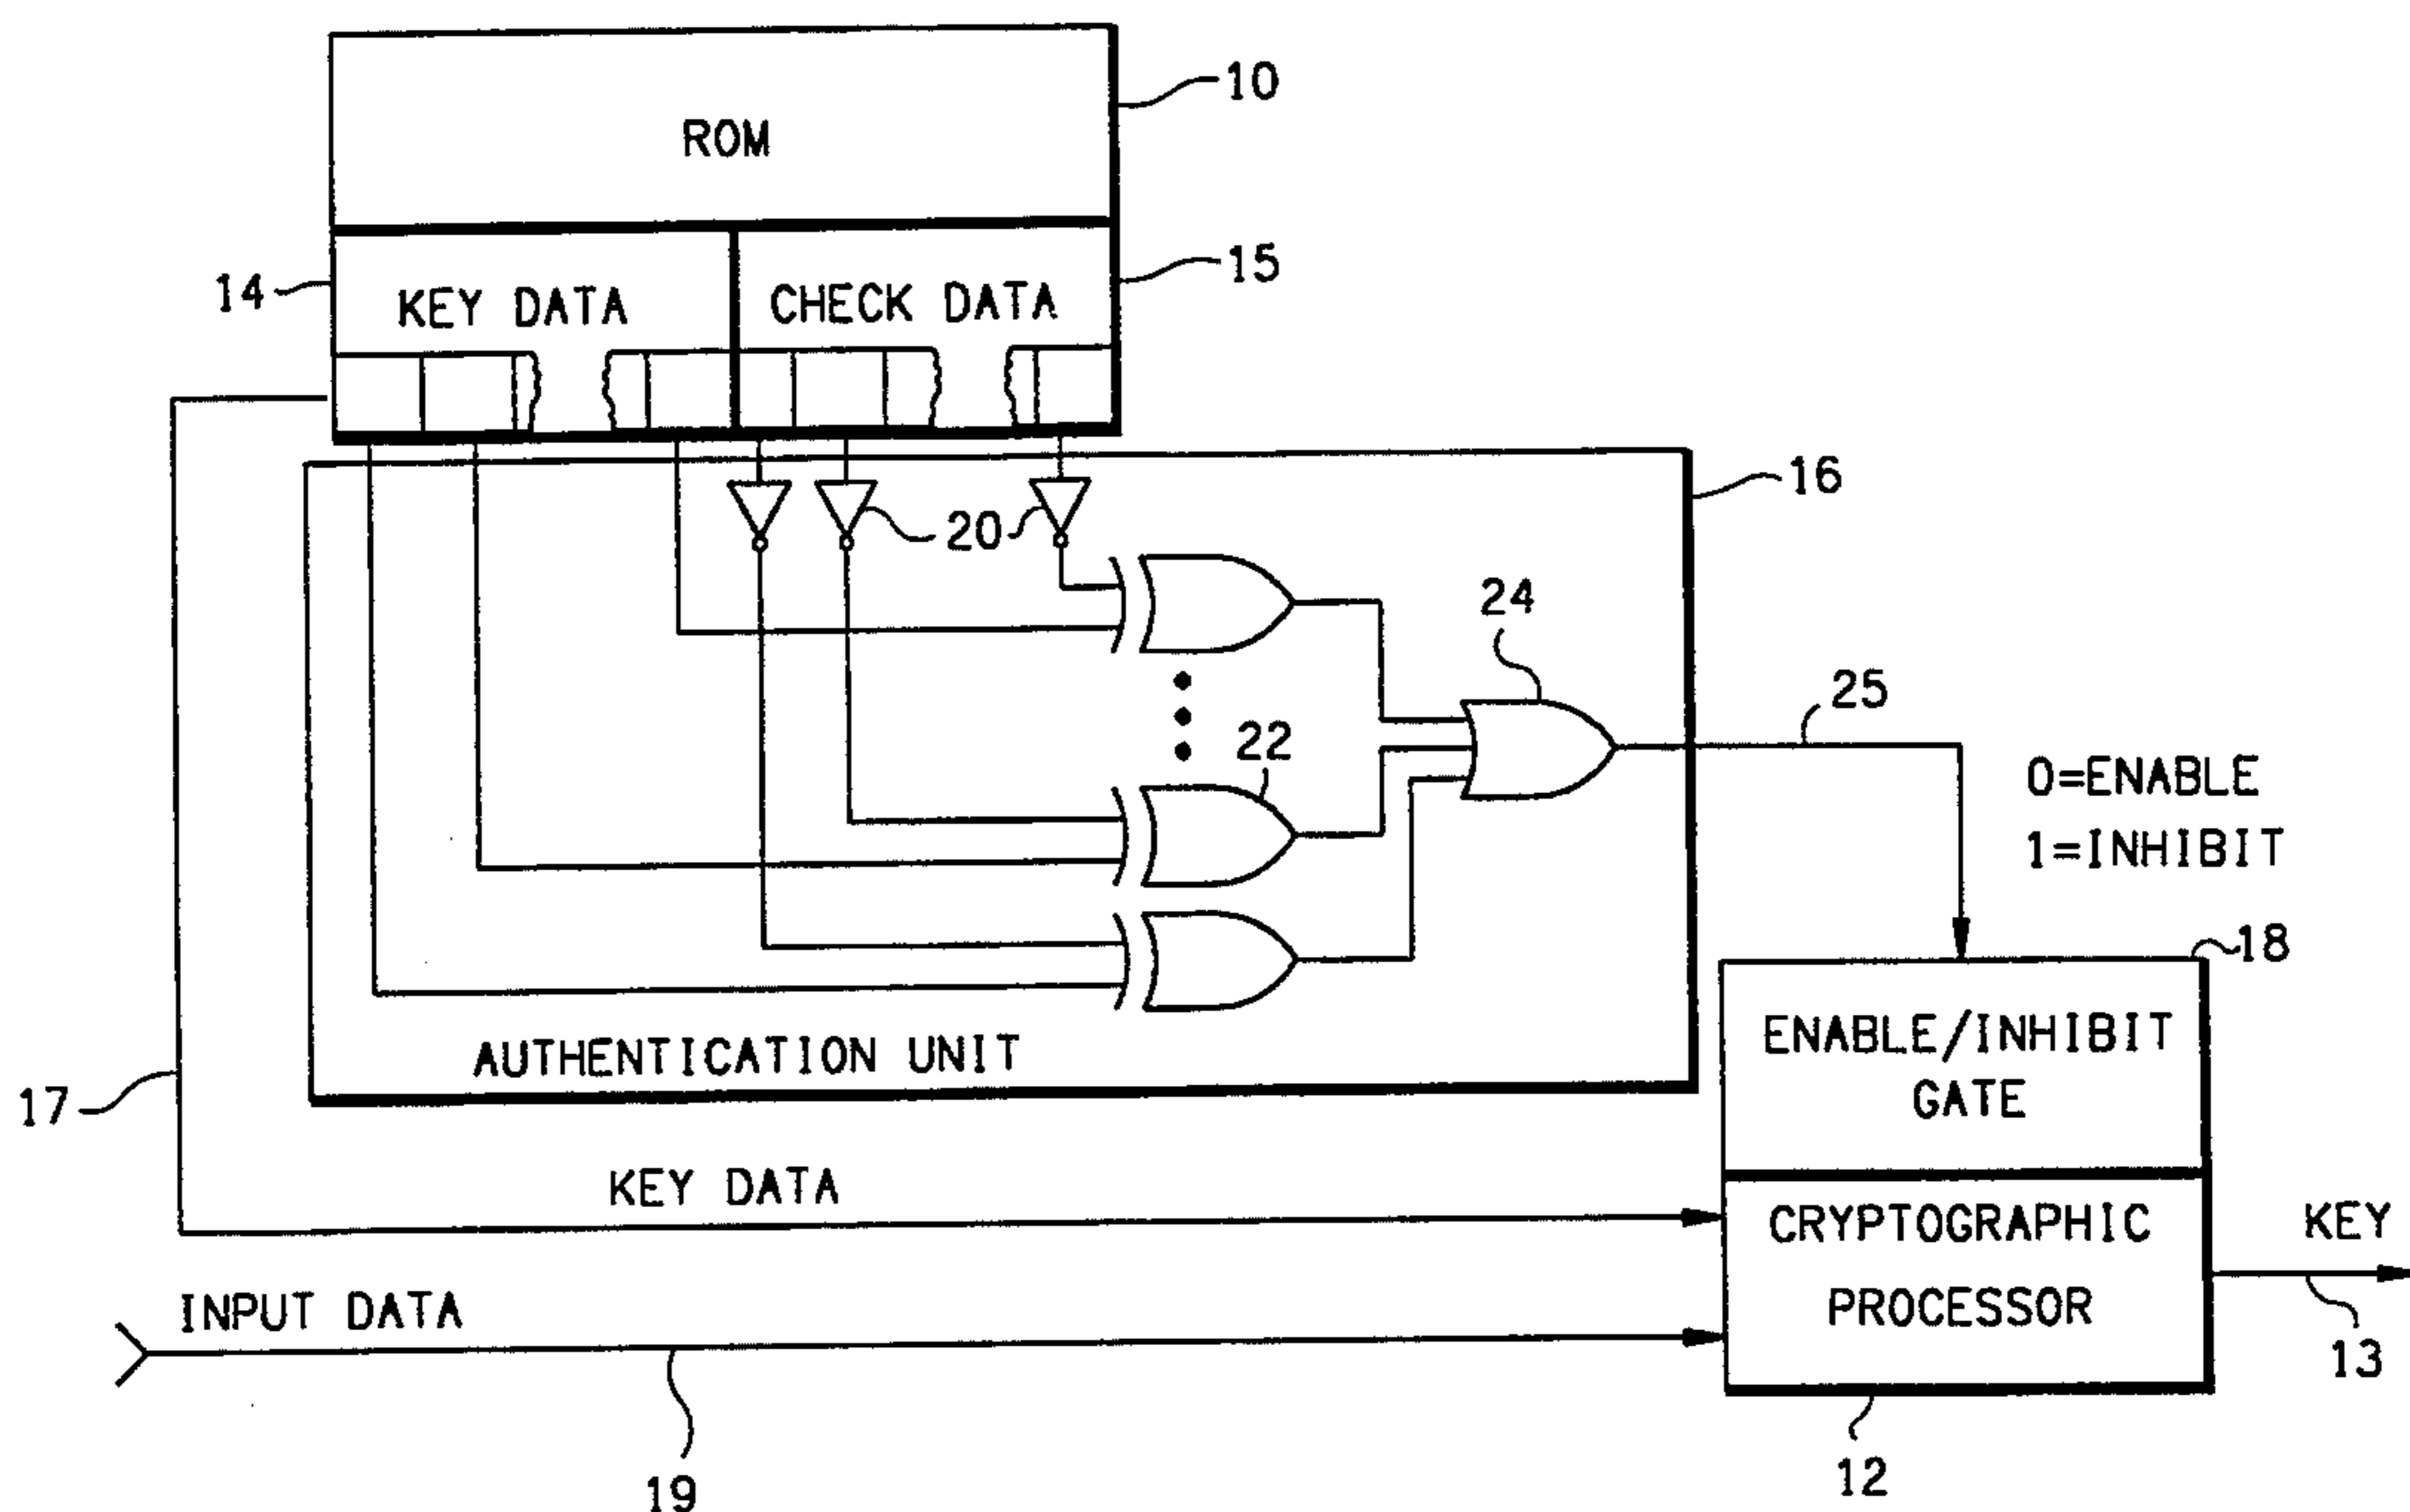 10
ROM
14
KEY DATA
CHECK DATA
15
16
20
24
22
25
0=ENABLE
1=INHIBIT
18
ENABLE/INHIBIT
GATE
AUTHENTICATION UNIT
17
KEY DATA
CRYPTOGRAPHIC
PROCESSOR
KEY
INPUT DATA
13
19
12